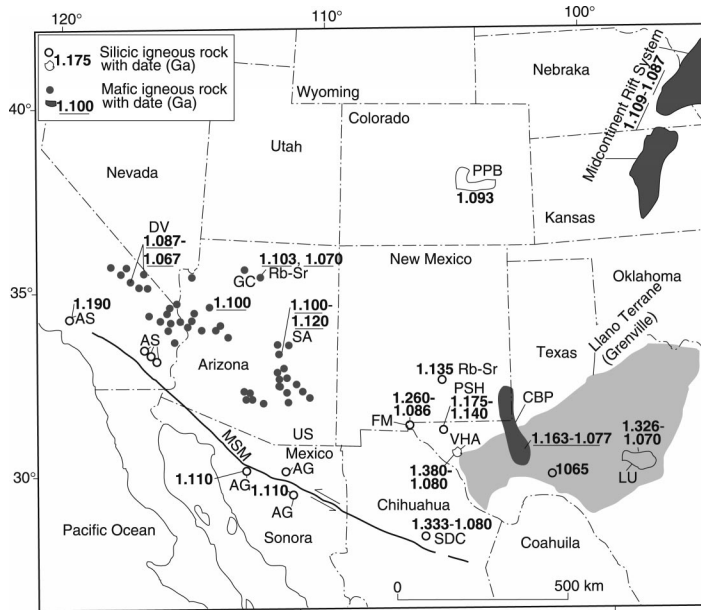 120°
110°
100°
Silicic igneous rock
1.175 with date (Ga)
Mafic igneous rock
1.100 with date (Ga)
Nebraska
Wyoming
Midcontinent Rift System
1.109-1.087
40°
Colorado
Utah
Nevada
PPB
1.093
Kansas
DV
1.087-
1.067
1.103, 1.070
GC Rb-Sr
New Mexico
Oklahoma
35°
1.190
AS
1.100
1.100-
1.120
SA
Llano Terrane
(Grenville)
AS
Texas
Arizona
1.135 Rb-Sr
PSH
1.175-
1.140
CBP
1.260-
1.086
FM
1.326-
1.070
US
Mexico
VHA
1.163-1.077
MSM
30°
1.110
AG
1.380-
1.080
1065
LU
AG
1.110
AG
Chihuahua
1.333-1.080
SDC
Pacific Ocean
Sonora
Coahuila
0 500 km